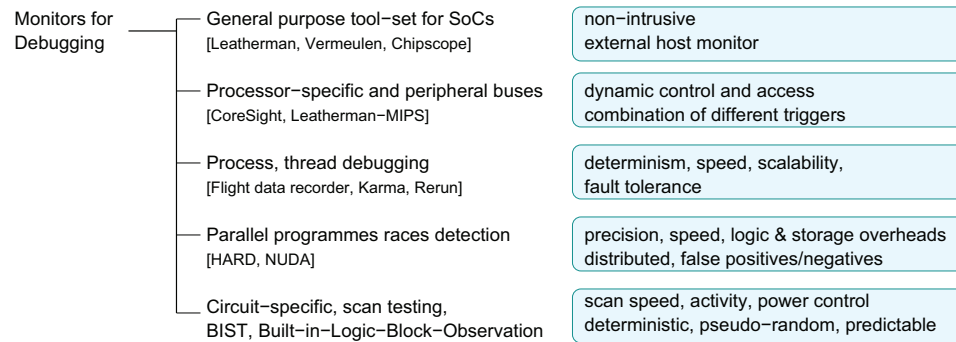 Monitors for
Debugging
General purpose tool−set for SoCs
[Leatherman, Vermeulen, Chipscope]
non−intrusive
external host monitor
Processor−specific and peripheral buses
[CoreSight, Leatherman−MIPS]
dynamic control and access
combination of different triggers
Process, thread debugging
[Flight data recorder, Karma, Rerun]
determinism, speed, scalability,
fault tolerance
Parallel programmes races detection
[HARD, NUDA]
precision, speed, logic & storage overheads
distributed, false positives/negatives
Circuit−specific, scan testing,
BIST, Built−in−Logic−Block−Observation
scan speed, activity, power control
deterministic, pseudo−random, predictable